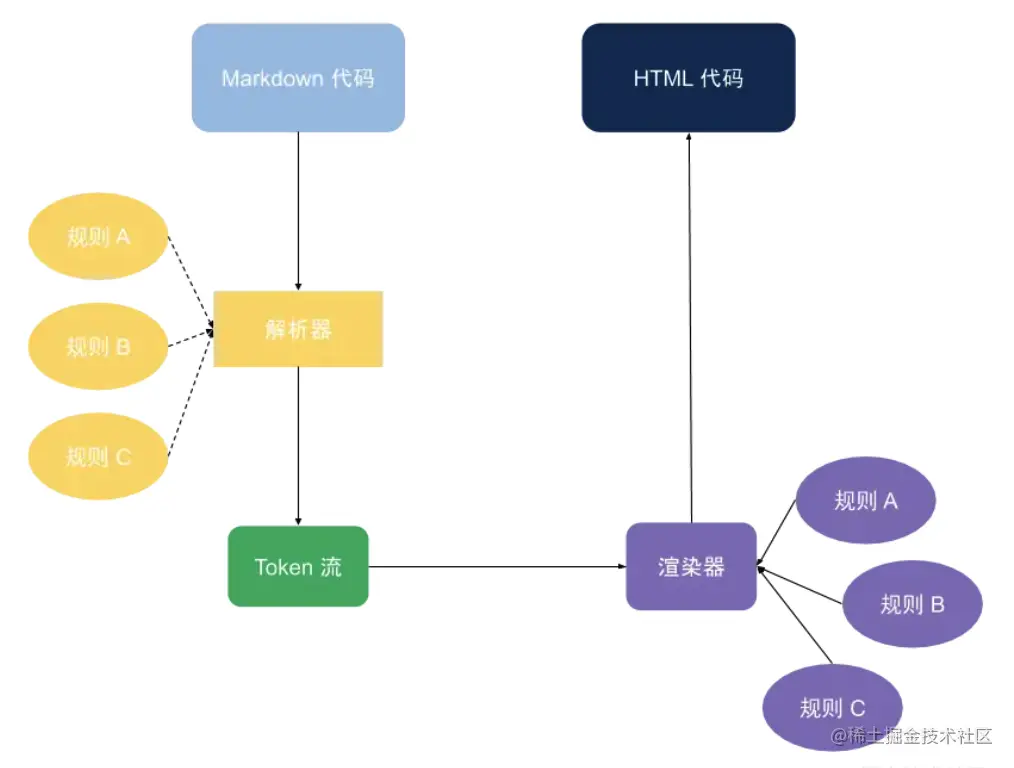 Markdown 代码
HTML 代码
规则 A
规则 B
规则 C
解析器
Token 流
渲染器
规则 A
规则 B
规则 C
@稀土掘金技术社区